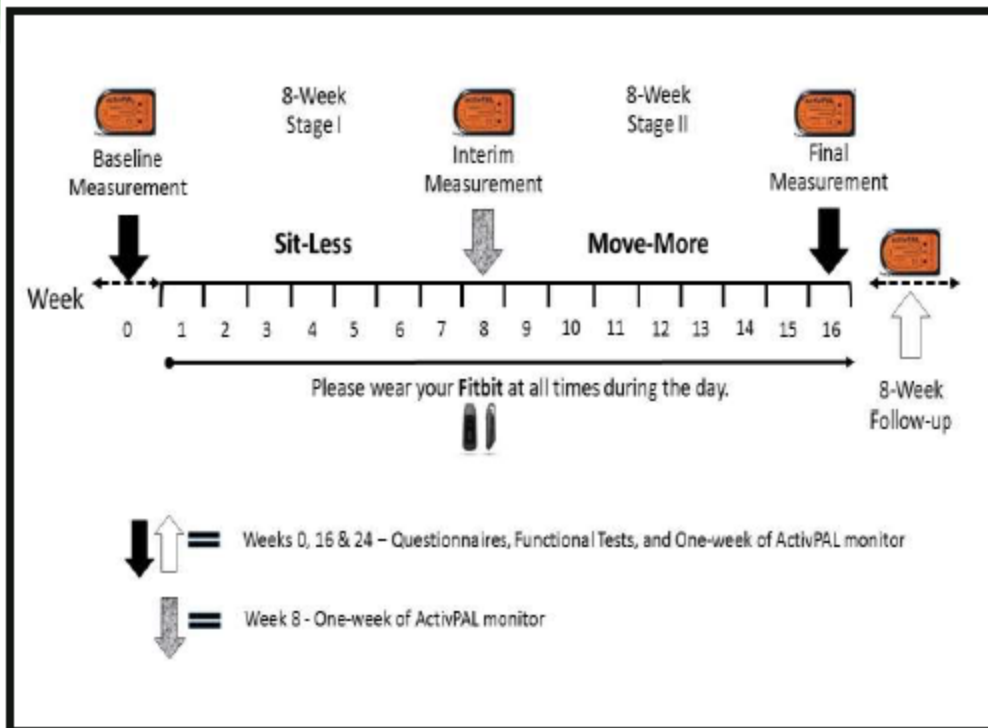 8-Week
Stage I
8-Week
Stage II
Baseline
Measurement
Interim
Measurement
Final
Measurement
Sit-Less
Move-More
Week
0 1 2 3 4 5 6 7 8 9 10 11 12 13 14 15 16
Please wear your Fitbit at all times during the day.
8-Week
Follow-up
Weeks 0, 16 & 24 – Questionnaires, Functional Tests, and One-week of ActivPAL monitor
Week 8 - One-week of ActivPAL monitor